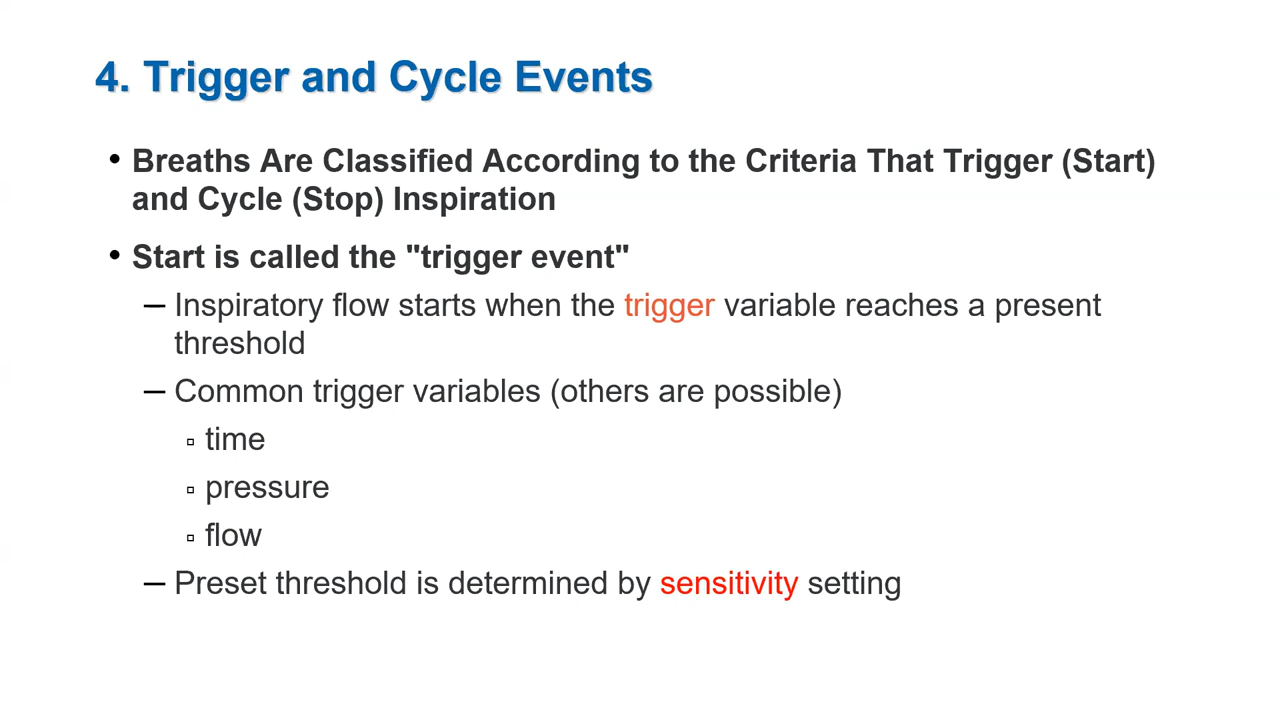 4. Trigger and Cycle Events
• Breaths Are Classified According to the Criteria That Trigger (Start)
and Cycle (Stop) Inspiration
• Start is called the "trigger event"
– Inspiratory flow starts when the trigger variable reaches a present
threshold
– Common trigger variables (others are possible)
▫ time
▫ pressure
▫ flow
– Preset threshold is determined by sensitivity setting